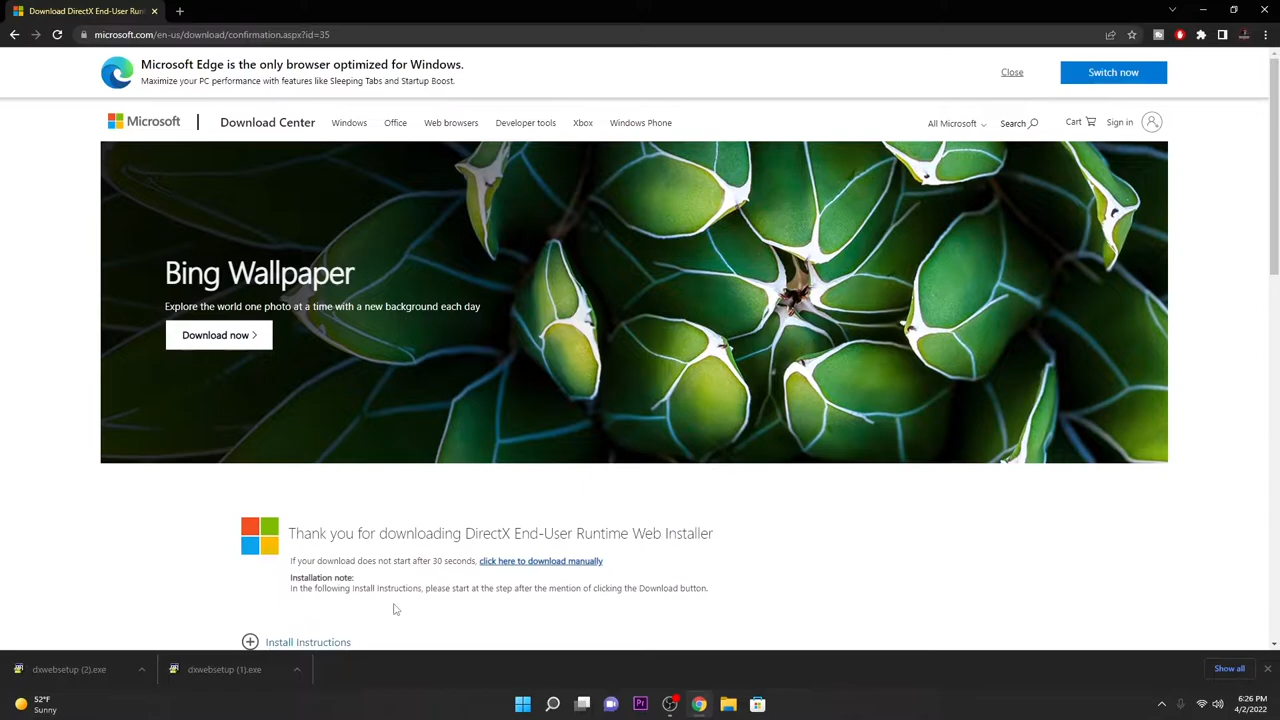 Download DirectX End-User Runt
microsoft.com/en-us/download/confirmation.aspx?id=35
Microsoft Edge is the only browser optimized for Windows.
Maximize your PC performance with features like Sleeping Tabs and Startup Boost.
Close
Switch now
Microsoft
Download Center
Windows
Office
Web browsers
Developer tools
Xbox
Windows Phone
All Microsoft
Search
Cart
Sign in
Bing Wallpaper
Explore the world one photo at a time with a new background each day
Download now
Thank you for downloading DirectX End-User Runtime Web Installer
If your download does not start after 30 seconds, click here to download manually
Installation note:
In the following Install Instructions, please start at the step after the mention of clicking the Download button.
Install Instructions
dxwebsetup (2).exe
dxwebsetup (1).exe
Show all
52°F
Sunny
Pr
6:26 PM
4/2/2022